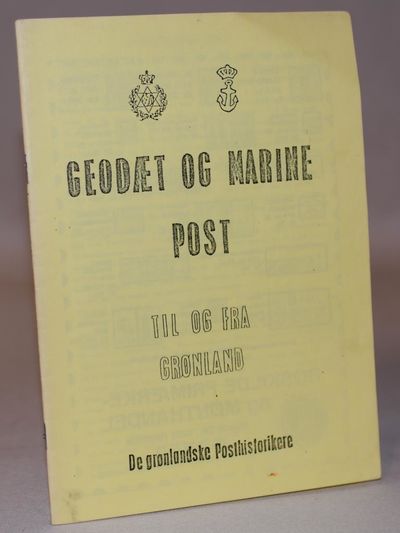 GEODÆT OG MARINE
POST
TIL OG FRA
GRØNLAND
De grønlandske Posthistorikere